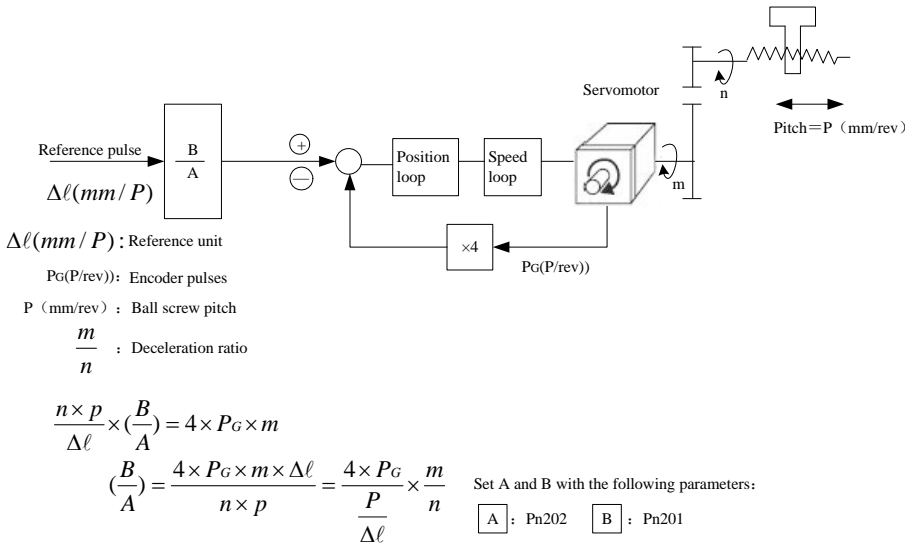 Servomotor
n
Pitch＝P（mm/rev）
Reference pulse
B
A
＋
—
Position
loop
Speed
loop
m
Δℓ(mm/P)
×4
PG(P/rev))
Δℓ(mm/P)：Reference unit
PG(P/rev))：Encoder pulses
P（mm/rev）：Ball screw pitch
m/n ：Deceleration ratio
n×p/Δℓ×(B/A)=4×PG×m
(B/A)=4×PG×m×Δℓ/n×p=4×PG/P/Δℓ×m/n
Set A and B with the following parameters:
A：Pn202 B：Pn201